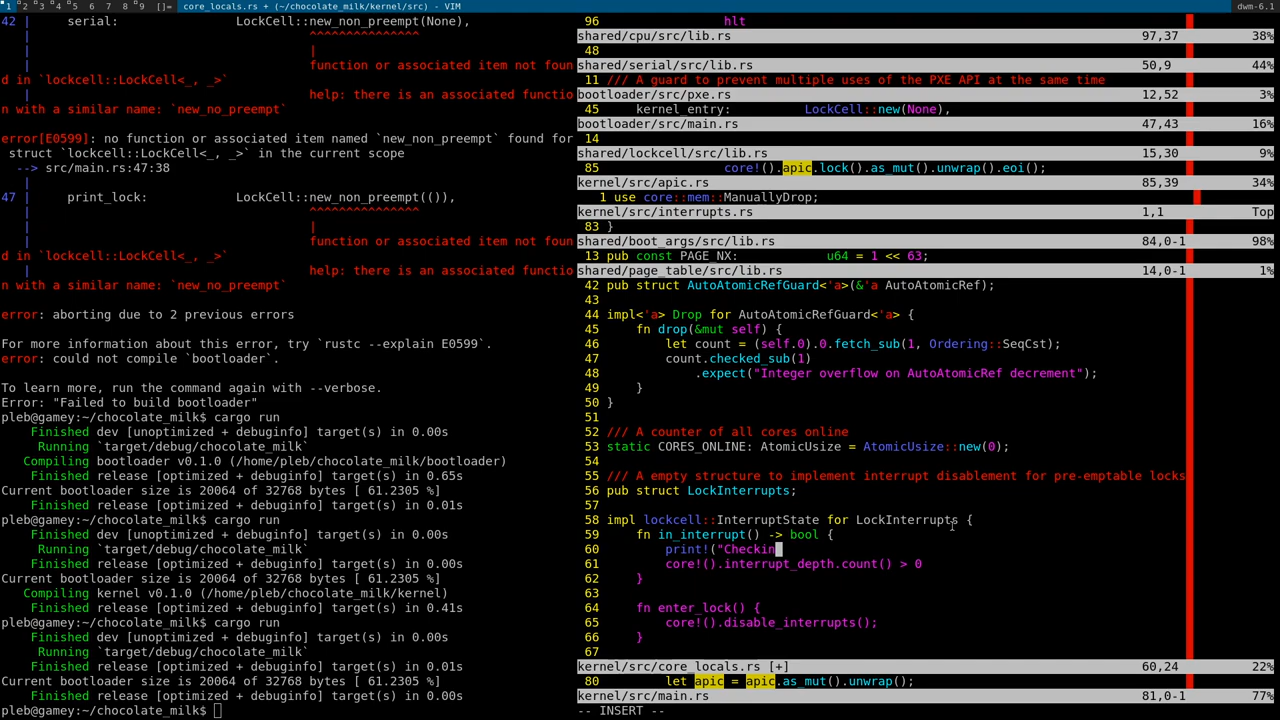 1 2 3 4 5 6 7 8 9 []= core_locals.rs + (~/chocolate_milk/kernel/src) - VIM dwm-6.1
42 | serial: LockCell::new_non_preempt(None),
| ^^^^^^^^^^^^^^^
| |
| function or associated item not foun
d in `lockcell::LockCell<_, _>`
| help: there is an associated functio
n with a similar name: `new_no_preempt`
error[E0599]: no function or associated item named `new_non_preempt` found for
struct `lockcell::LockCell<_, _>` in the current scope
--> src/main.rs:47:38
|
47 | print_lock: LockCell::new_non_preempt(()),
| ^^^^^^^^^^^^^^^
| |
| function or associated item not foun
d in `lockcell::LockCell<_, _>`
| help: there is an associated functio
n with a similar name: `new_no_preempt`
error: aborting due to 2 previous errors
For more information about this error, try `rustc --explain E0599`.
error: could not compile `bootloader`.
To learn more, run the command again with --verbose.
Error: "Failed to build bootloader"
pleb@gamey:~/chocolate_milk$ cargo run
Finished dev [unoptimized + debuginfo] target(s) in 0.00s
Running `target/debug/chocolate_milk`
Compiling bootloader v0.1.0 (/home/pleb/chocolate_milk/bootloader)
Finished release [optimized + debuginfo] target(s) in 0.65s
Current bootloader size is 20064 of 32768 bytes [ 61.2305 %]
Finished release [optimized + debuginfo] target(s) in 0.01s
pleb@gamey:~/chocolate_milk$ cargo run
Finished dev [unoptimized + debuginfo] target(s) in 0.00s
Running `target/debug/chocolate_milk`
Finished release [optimized + debuginfo] target(s) in 0.00s
Current bootloader size is 20064 of 32768 bytes [ 61.2305 %]
Compiling kernel v0.1.0 (/home/pleb/chocolate_milk/kernel)
Finished release [optimized + debuginfo] target(s) in 0.41s
pleb@gamey:~/chocolate_milk$ cargo run
Finished dev [unoptimized + debuginfo] target(s) in 0.00s
Running `target/debug/chocolate_milk`
Finished release [optimized + debuginfo] target(s) in 0.01s
Current bootloader size is 20064 of 32768 bytes [ 61.2305 %]
Finished release [optimized + debuginfo] target(s) in 0.00s
pleb@gamey:~/chocolate_milk$
96 hlt
shared/cpu/src/lib.rs 97,37 38%
48
shared/serial/src/lib.rs 50,9 44%
11 /// A guard to prevent multiple uses of the PXE API at the same time
bootloader/src/pxe.rs 12,52 3%
45 kernel_entry: LockCell::new(None),
bootloader/src/main.rs 47,43 16%
14
shared/lockcell/src/lib.rs 15,30 9%
85 core!().apic.lock().as_mut().unwrap().eoi();
kernel/src/apic.rs 85,39 34%
1 use core::mem::ManuallyDrop;
kernel/src/interrupts.rs 1,1 Top
83 }
shared/boot_args/src/lib.rs 84,0-1 98%
13 pub const PAGE_NX: u64 = 1 << 63;
shared/page_table/src/lib.rs 14,0-1 1%
42 pub struct AutoAtomicRefGuard<'a>(&'a AutoAtomicRef);
43
44 impl<'a> Drop for AutoAtomicRefGuard<'a> {
45 fn drop(&mut self) {
46 let count = (self.0).0.fetch_sub(1, Ordering::SeqCst);
47 count.checked_sub(1)
48 .expect("Integer overflow on AutoAtomicRef decrement");
49 }
50 }
51
52 /// A counter of all cores online
53 static CORES_ONLINE: AtomicUsize = AtomicUsize::new(0);
54
55 /// A empty structure to implement interrupt disablement for pre-emptable locks
56 pub struct LockInterrupts;
57
58 impl lockcell::InterruptState for LockInterrupts {
59 fn in_interrupt() -> bool {
60 print!("Checkin
61 core!().interrupt_depth.count() > 0
62 }
63
64 fn enter_lock() {
65 core!().disable_interrupts();
66 }
67
kernel/src/core_locals.rs [+] 60,24 22%
80 let apic = apic.as_mut().unwrap();
kernel/src/main.rs 81,0-1 77%
-- INSERT --